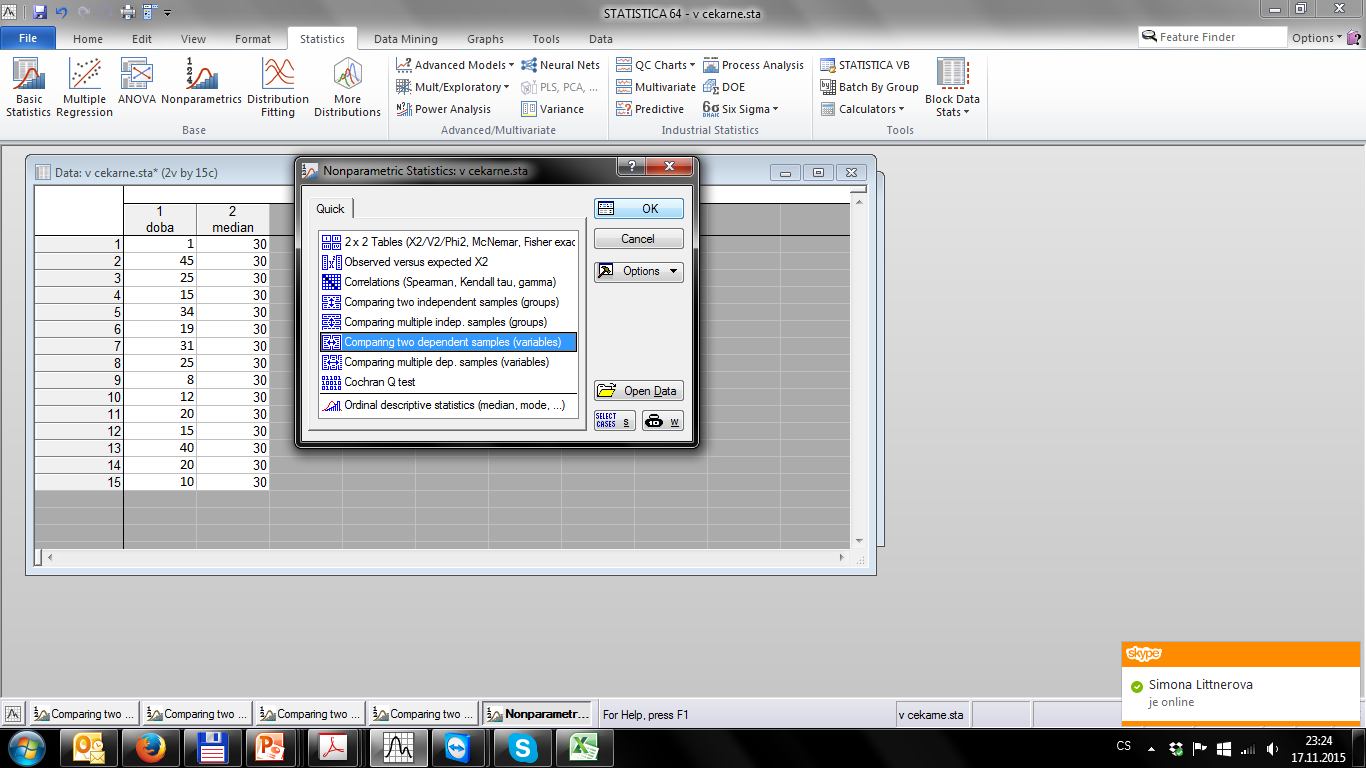 STATISTICA 64 - v cekarne.sta
File Home Edit View Format Statistics Data Mining Graphs Tools Data Feature Finder Options
Basic Statistics
Multiple Regression
ANOVA
Nonparametrics
Distribution Fitting
More Distributions
Base
Advanced Models
Mult/Exploratory
Power Analysis
Neural Nets
PLS, PCA, ...
Variance
Advanced/Multivariate
QC Charts
Multivariate
Predictive
Process Analysis
DOE
Six Sigma
Industrial Statistics
STATISTICA VB
Batch By Group
Calculators
Block Data Stats
Tools
Data: v cekarne.sta* (2v by 15c)
1 2
doba median
1 1 30
2 45 30
3 25 30
4 15 30
5 34 30
6 19 30
7 31 30
8 25 30
9 8 30
10 12 30
11 20 30
12 15 30
13 40 30
14 20 30
15 10 30
Nonparametric Statistics: v cekarne.sta
Quick
2 x 2 Tables (X2/V2/Phi2, McNemar, Fisher exac
Observed versus expected X2
Correlations (Spearman, Kendall tau, gamma)
Comparing two independent samples (groups)
Comparing multiple indep. samples (groups)
Comparing two dependent samples (variables)
Comparing multiple dep. samples (variables)
Cochran Q test
Ordinal descriptive statistics (median, mode, ...)
OK
Cancel
Options
Open Data
SELECT CASES S
W
skype
Simona Littnerova
je online
Comparing two ... Comparing two ... Comparing two ... Comparing two ... Nonparametr... For Help, press F1 v cekarne.sta
CS
23:24
17.11.2015